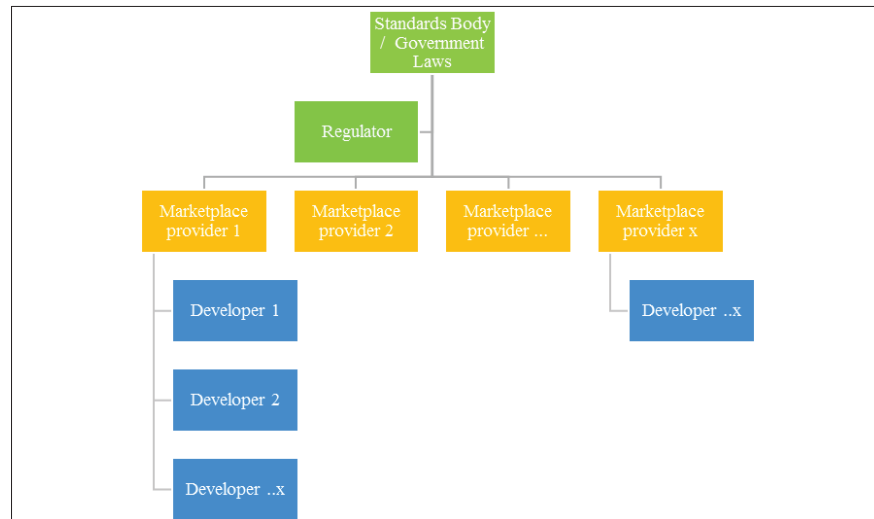 Standards Body
/ Government
Laws
Regulator
Marketplace
provider 1
Marketplace
provider 2
Marketplace
provider ...
Marketplace
provider x
Developer 1
Developer ..x
Developer 2
Developer ..x